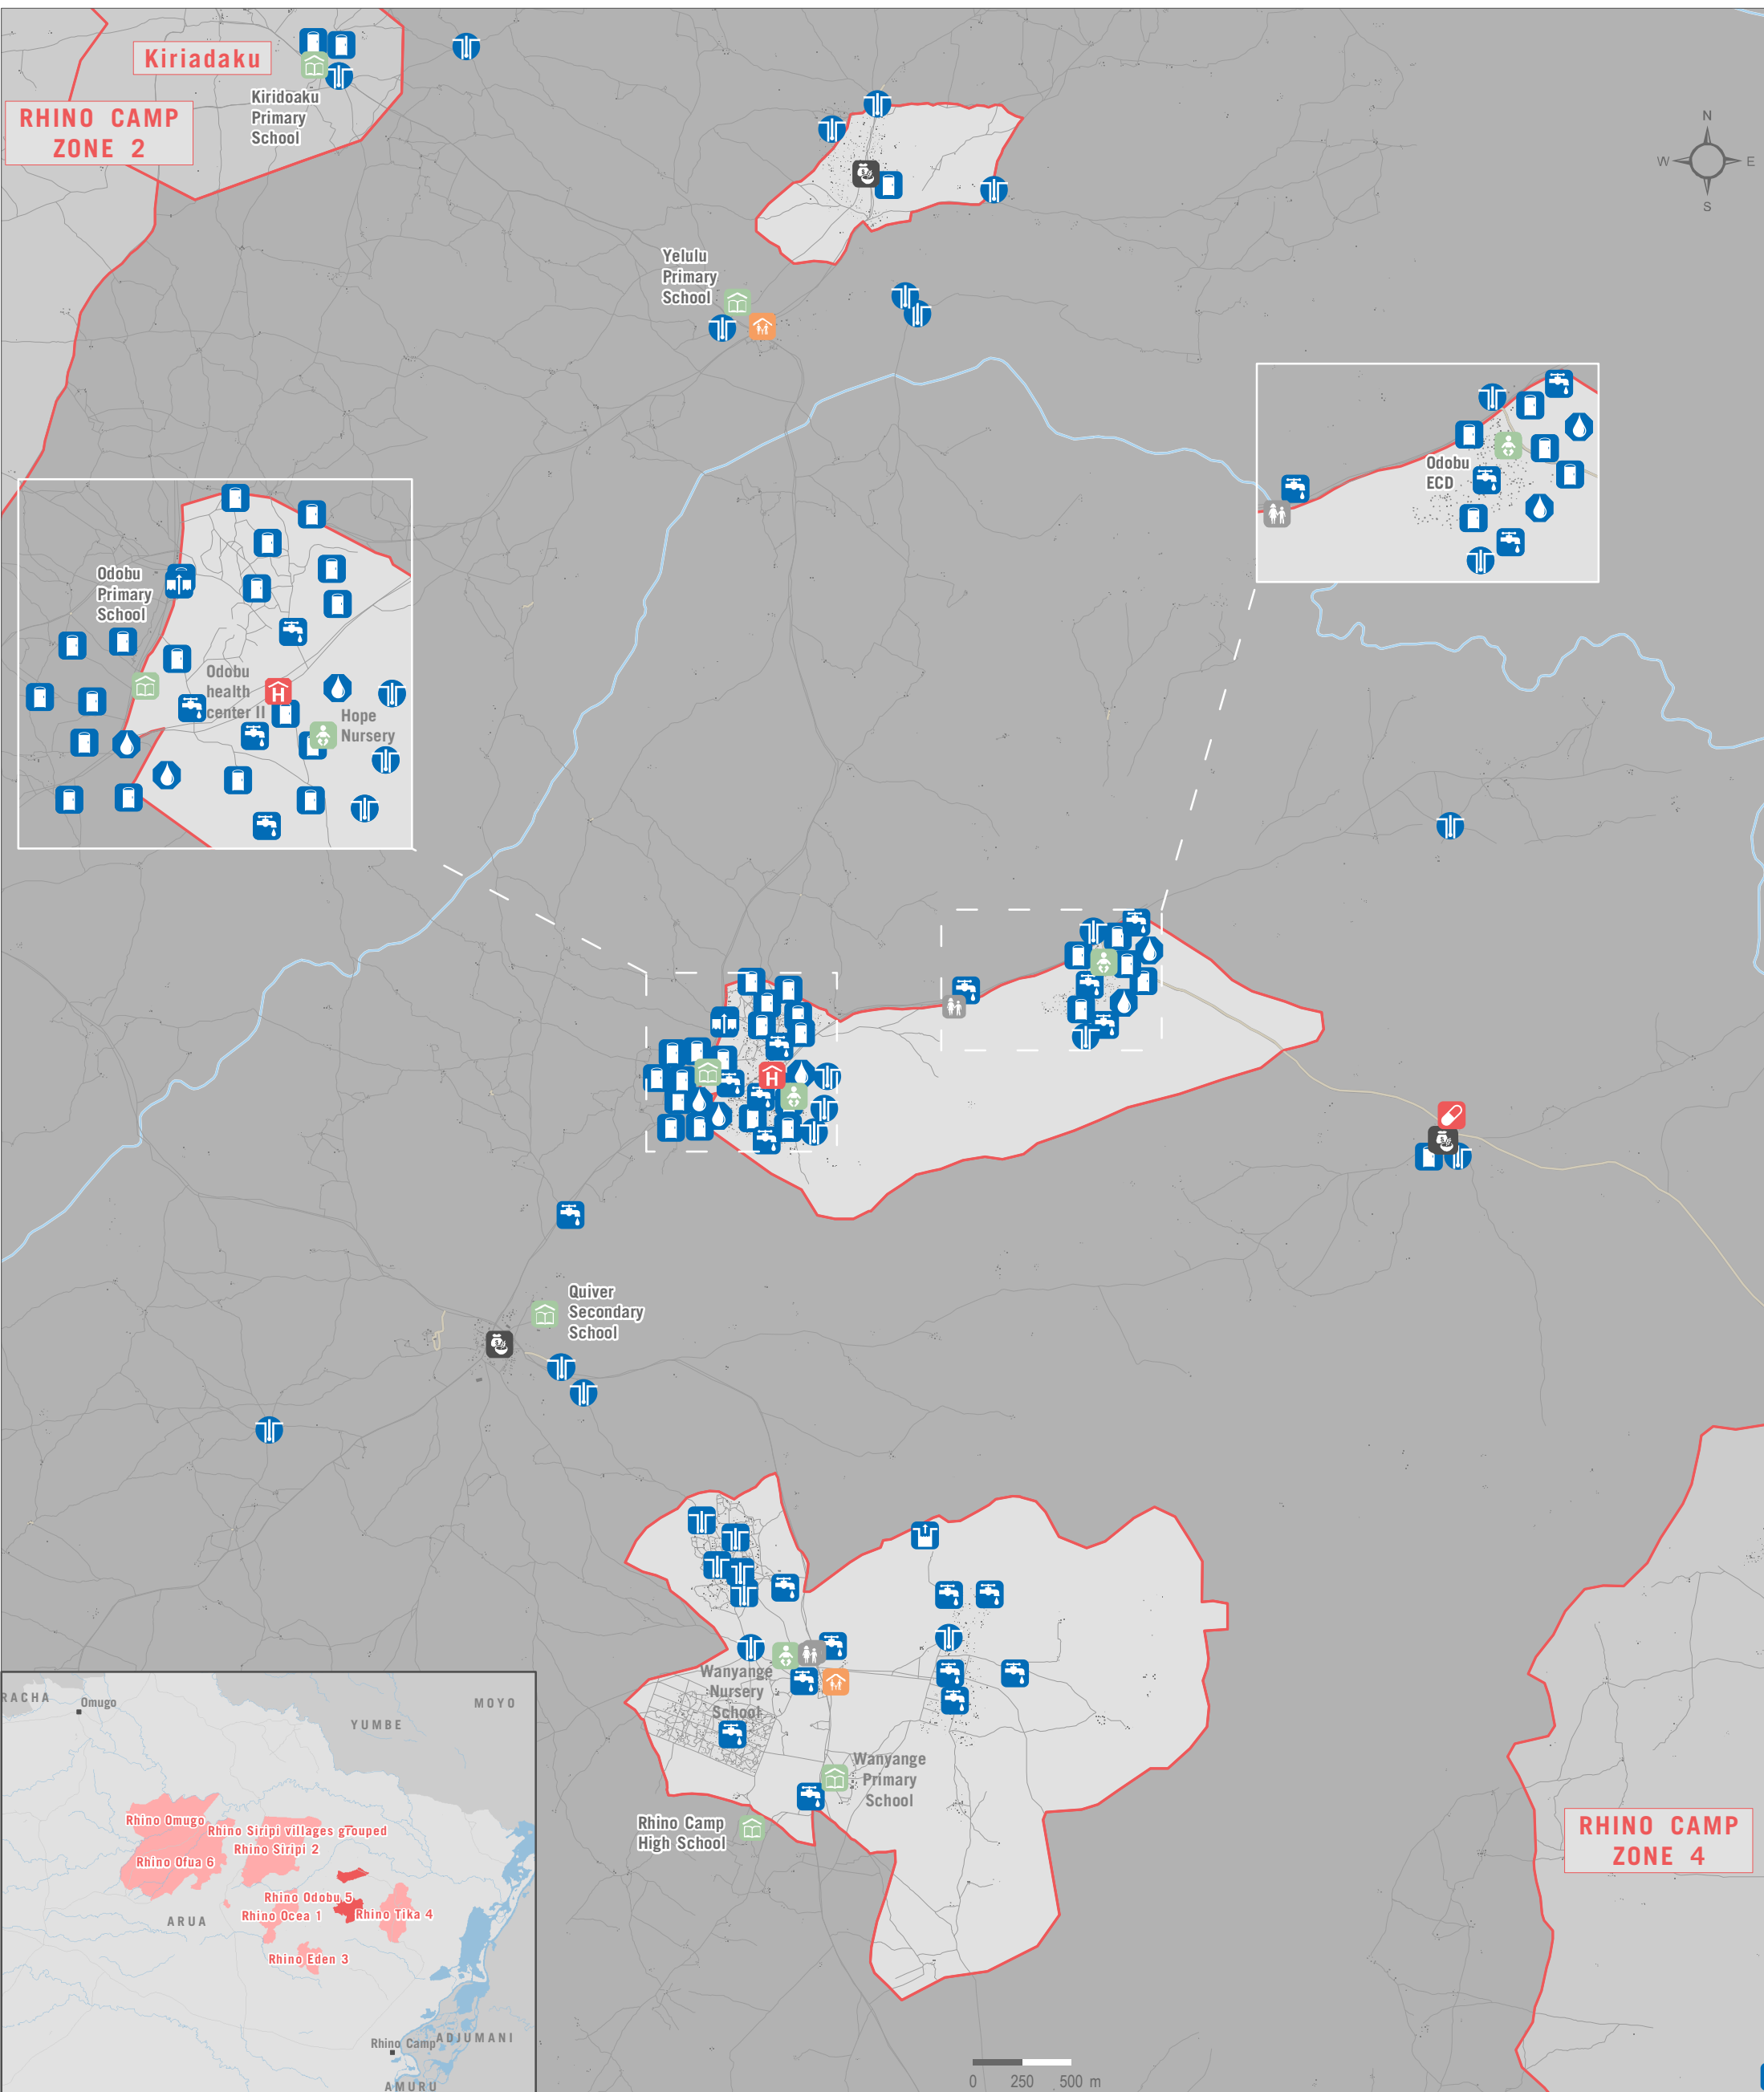 Kiriadaku
RHINO CAMP
ZONE 2
Kiridoaku
Primary
School
N
W
E
S
Yelulu
Primary
School
Odobu
ECD
Odobu
Primary
School
Odobu
health
center II
Hope
Nursery
H
H
Quiver
Secondary
School
Wanyange
Nursery
School
Wanyange
Primary
School
Rhino Camp
High School
RHINO CAMP
ZONE 4
RACHA
Omugo
MOYO
YUMBE
Rhino Omugo
Rhino Siripi villages grouped
Rhino Siripi 2
Rhino Ofua 6
Rhino Odobu 5
Rhino Ocea 1
Rhino Tika 4
ARUA
Rhino Eden 3
Rhino Camp
ADJUMANI
AMURU
0 250 500 m